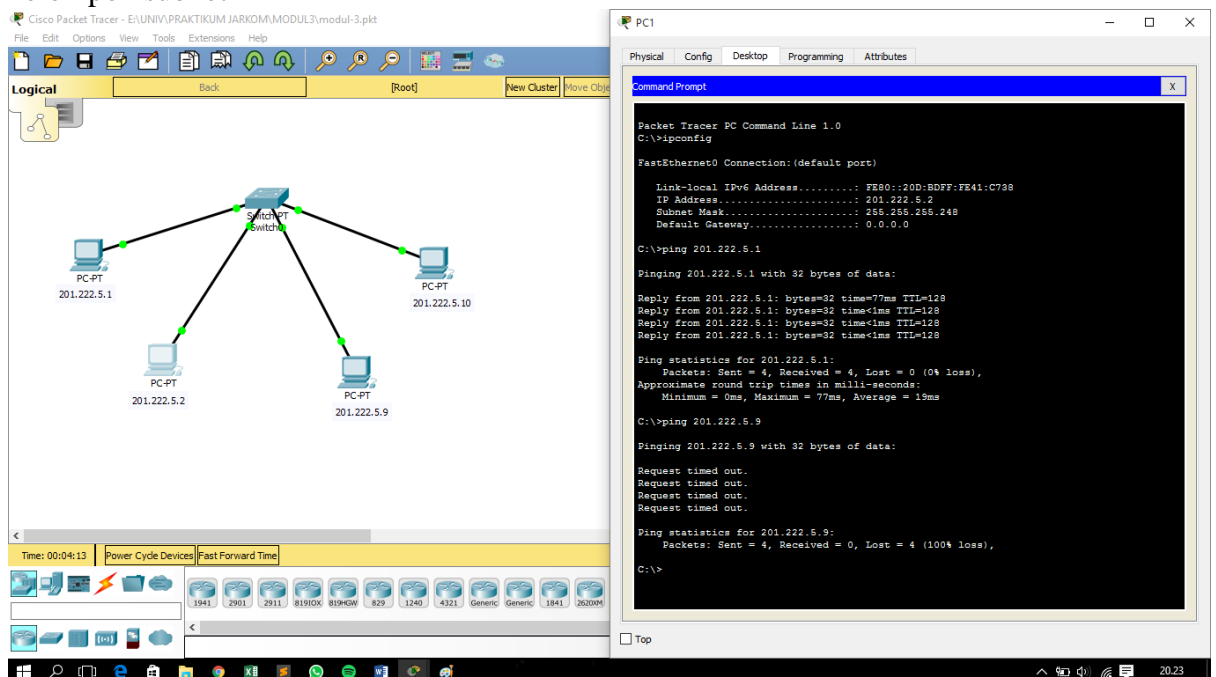 Cisco Packet Tracer - E:\UNIV\PRAKTIKUM JARKOM\MODUL3\modul-3.pkt
File Edit Options View Tools Extensions Help
Logical
Back
[Root]
New Cluster
Move Obje
Switch-PT
Switch0
PC-PT
201.222.5.1
PC-PT
201.222.5.10
PC-PT
201.222.5.2
PC-PT
201.222.5.9
Time: 00:04:13
Power Cycle Devices
Fast Forward Time
1941
2901
2911
819IOX
819HGW
829
1240
4321
Generic
Generic
1841
2620XM
PC1
Physical Config Desktop Programming Attributes
Command Prompt
X
Packet Tracer PC Command Line 1.0
C:\>ipconfig
FastEthernet0 Connection:(default port)
Link-local IPv6 Address.........: FE80::20D:BDFF:FE41:C738
IP Address......................: 201.222.5.2
Subnet Mask.....................: 255.255.255.248
Default Gateway.................: 0.0.0.0
C:\>ping 201.222.5.1
Pinging 201.222.5.1 with 32 bytes of data:
Reply from 201.222.5.1: bytes=32 time=77ms TTL=128
Reply from 201.222.5.1: bytes=32 time<1ms TTL=128
Reply from 201.222.5.1: bytes=32 time<1ms TTL=128
Reply from 201.222.5.1: bytes=32 time<1ms TTL=128
Ping statistics for 201.222.5.1:
Packets: Sent = 4, Received = 4, Lost = 0 (0% loss),
Approximate round trip times in milli-seconds:
Minimum = 0ms, Maximum = 77ms, Average = 19ms
C:\>ping 201.222.5.9
Pinging 201.222.5.9 with 32 bytes of data:
Request timed out.
Request timed out.
Request timed out.
Request timed out.
Ping statistics for 201.222.5.9:
Packets: Sent = 4, Received = 0, Lost = 4 (100% loss),
C:\>
Top
20.23